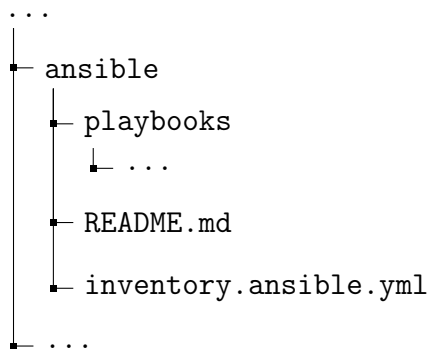 ...
ansible
playbooks
...
README.md
inventory.ansible.yml
...